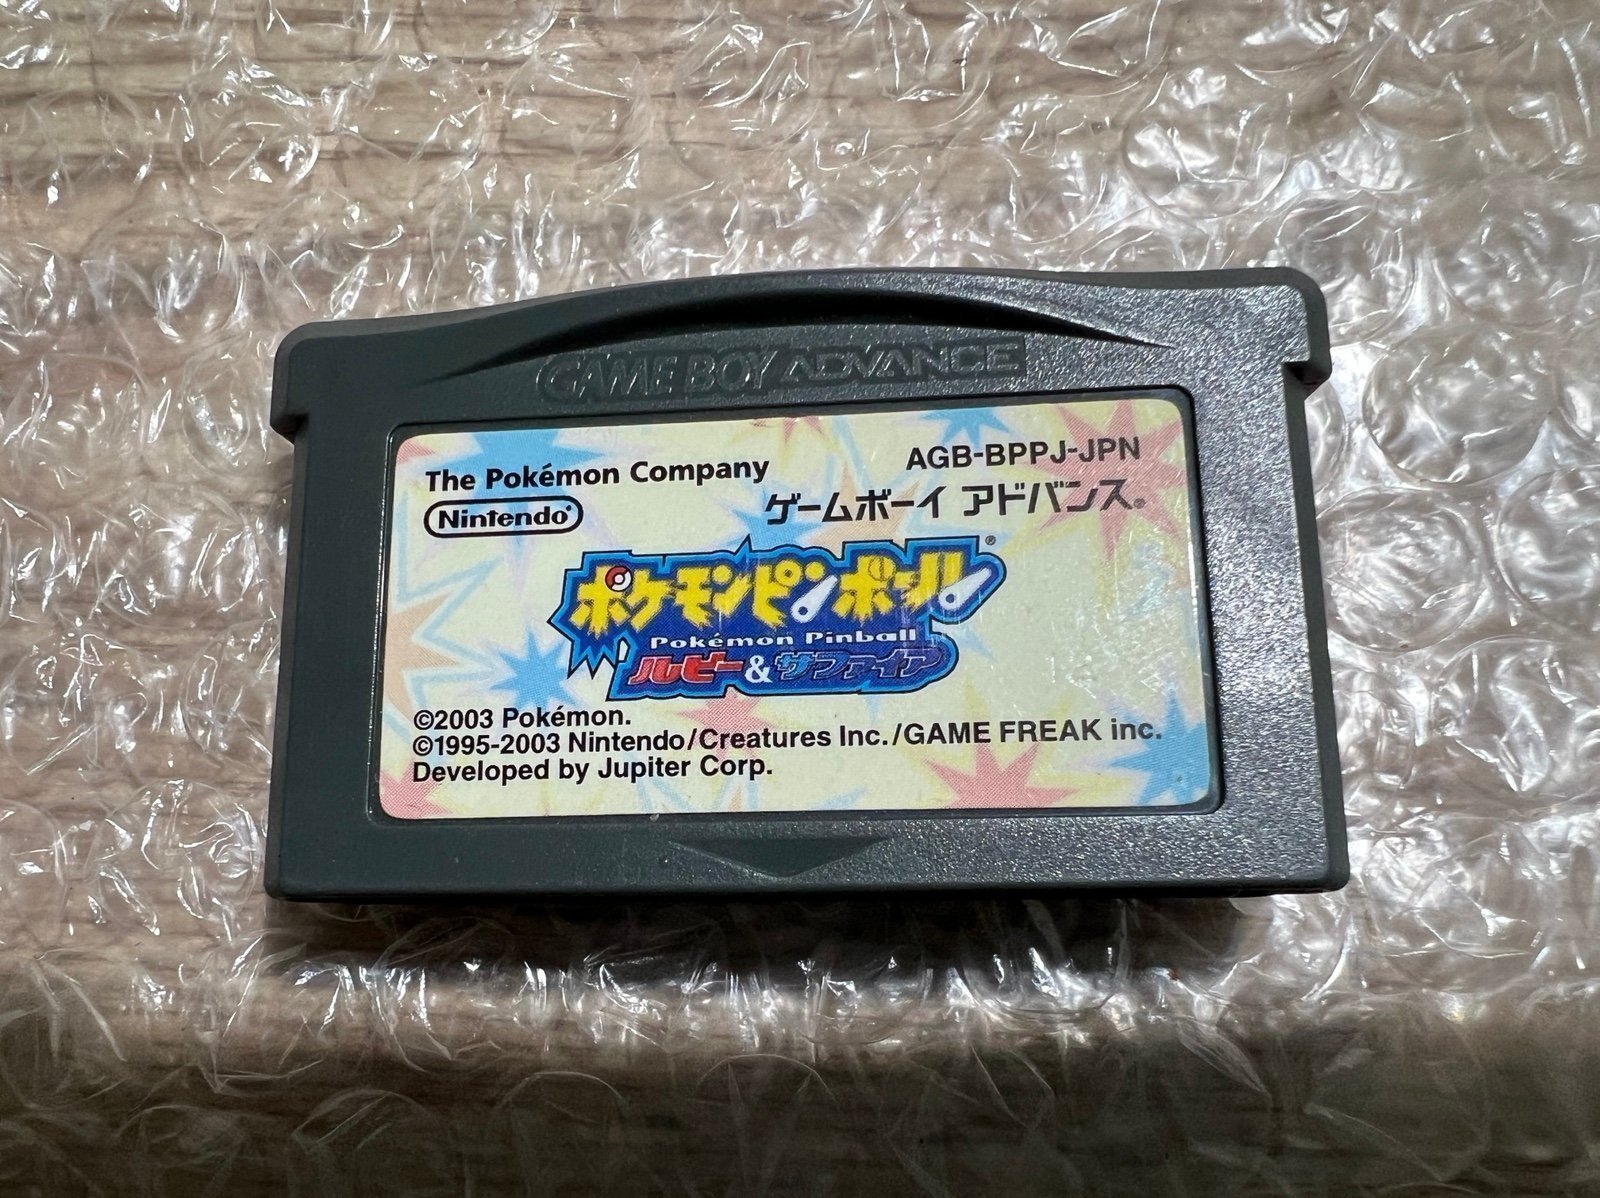 GAME BOY ADVANCE
The Pokémon Company
AGB-BPPJ-JPN
Nintendo®
ゲームボーイ アドバンス®
ポケモンピンボール®
Pokémon Pinball
ルビー&サファイア
©2003 Pokémon.
©1995-2003 Nintendo/Creatures Inc./GAME FREAK inc.
Developed by Jupiter Corp.